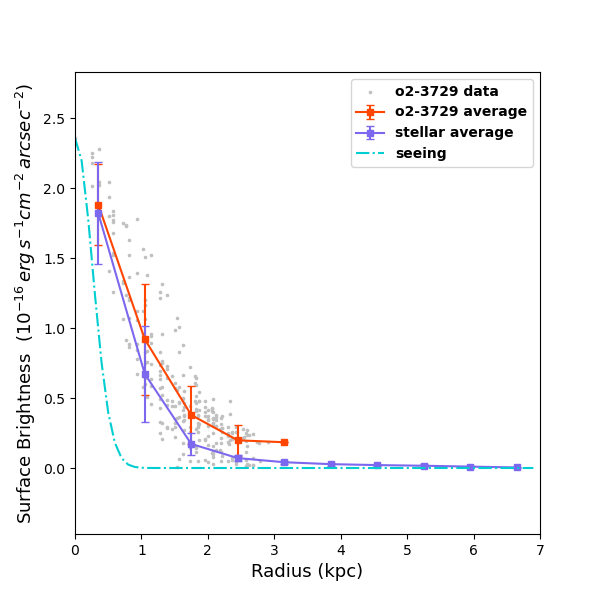 o2-3729 data
o2-3729 average
stellar average
seeing
Surface Brightness (10⁻¹⁶ erg s⁻¹cm⁻² arcsec⁻²)
2.5
2.0
1.5
1.0
0.5
0.0
0 1 2 3 4 5 6 7
Radius (kpc)